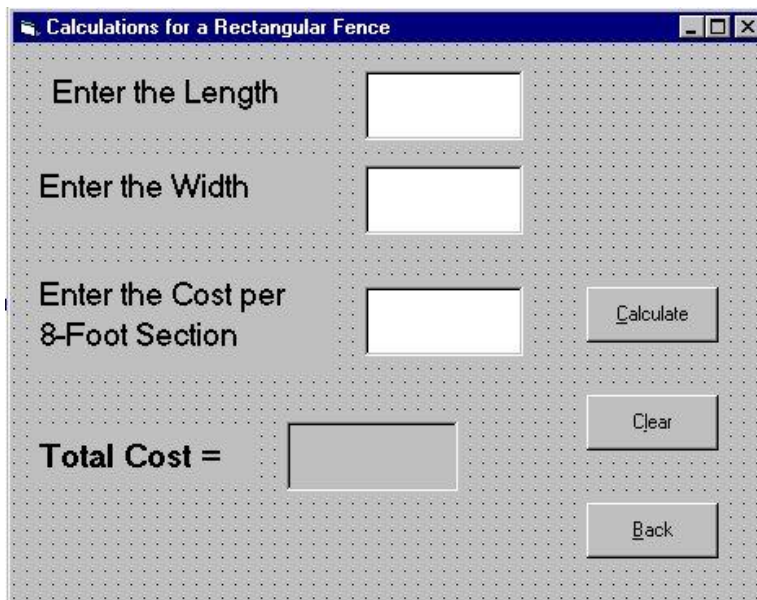 Calculations for a Rectangular Fence
Enter the Length
Enter the Width
Enter the Cost per
8-Foot Section
Calculate
Clear
Total Cost =
Back